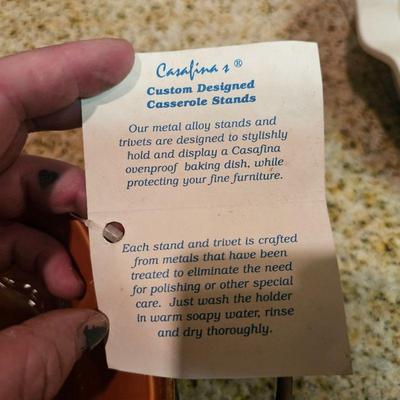 Casafina's®
Custom Designed
Casserole Stands
Our metal alloy stands and
trivets are designed to stylishly
hold and display a Casafina
ovenproof baking dish, while
protecting your fine furniture.
Each stand and trivet is crafted
from metals that have been
treated to eliminate the need
for polishing or other special
care. Just wash the holder
in warm soapy water, rinse
and dry thoroughly.